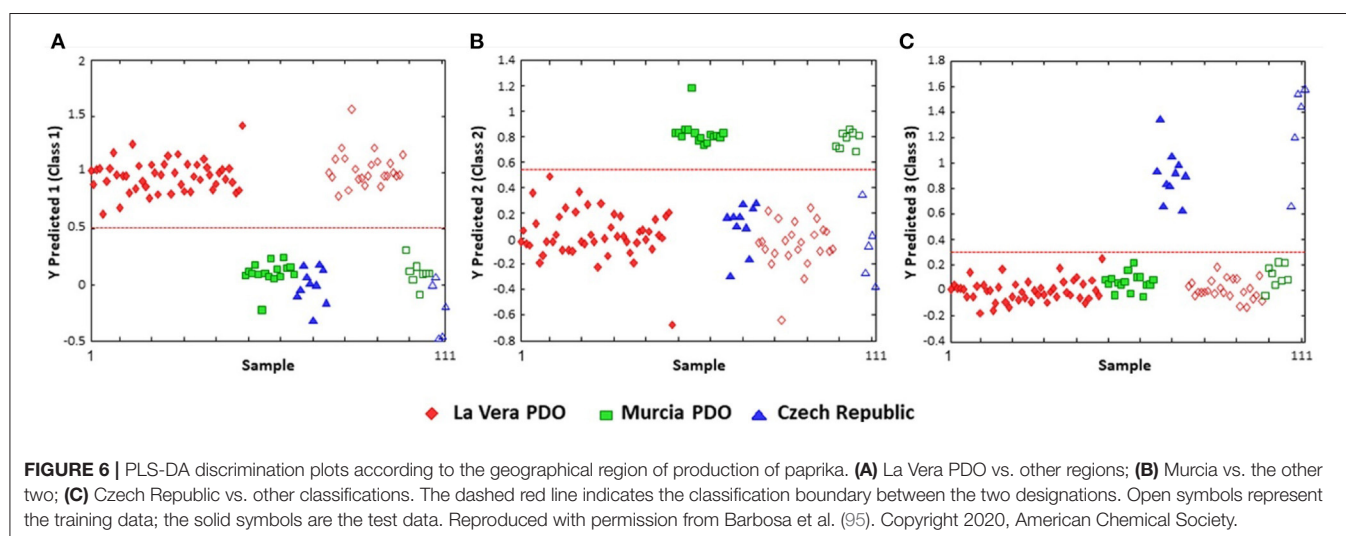 A
B
C
1.5
1
0.5
0
-0.5
Y Predicted 1 (Class 1)
1
111
Sample
1.4
1.2
1
0.8
0.6
0.4
0.2
0
-0.2
-0.4
-0.6
-0.8
Y Predicted 2 (Class 2)
1
111
Sample
1.8
1.6
1.4
1.2
1
0.8
0.6
0.4
0.2
0
-0.2
-0.4
Y Predicted 3 (Class 3)
1
111
Sample
La Vera PDO
Murcia PDO
Czech Republic
FIGURE 6 | PLS-DA discrimination plots according to the geographical region of production of paprika. (A) La Vera PDO vs. other regions; (B) Murcia vs. the other
two; (C) Czech Republic vs. other classifications. The dashed red line indicates the classification boundary between the two designations. Open symbols represent
the training data; the solid symbols are the test data. Reproduced with permission from Barbosa et al. (95). Copyright 2020, American Chemical Society.